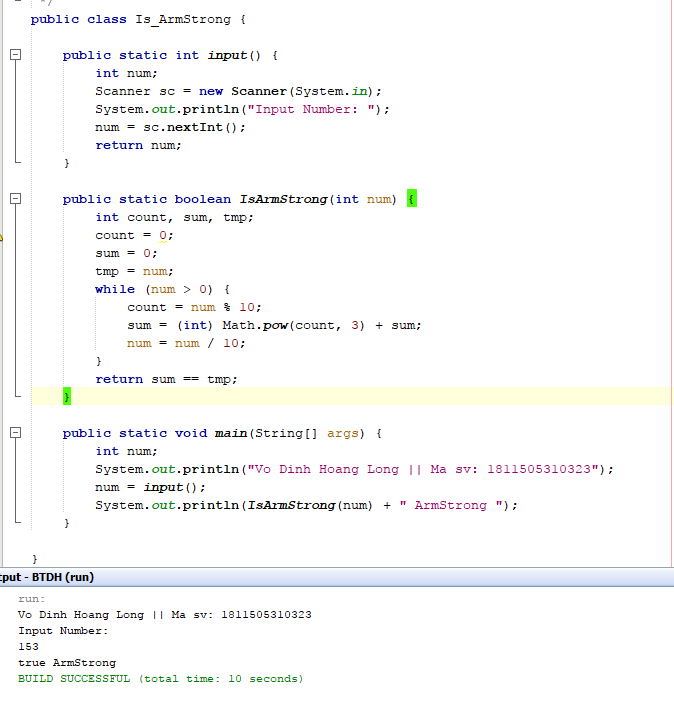 */
public class Is_ArmStrong {
public static int input() {
int num;
Scanner sc = new Scanner(System.in);
System.out.println("Input Number: ");
num = sc.nextInt();
return num;
}
public static boolean IsArmStrong(int num) {
int count, sum, tmp;
count = 0;
sum = 0;
tmp = num;
while (num > 0) {
count = num % 10;
sum = (int) Math.pow(count, 3) + sum;
num = num / 10;
}
return sum == tmp;
}
public static void main(String[] args) {
int num;
System.out.println("Vo Dinh Hoang Long || Ma sv: 1811505310323");
num = input();
System.out.println(IsArmStrong(num) + " ArmStrong ");
}
}
tput - BTDH (run)
run:
Vo Dinh Hoang Long || Ma sv: 1811505310323
Input Number:
153
true ArmStrong
BUILD SUCCESSFUL (total time: 10 seconds)